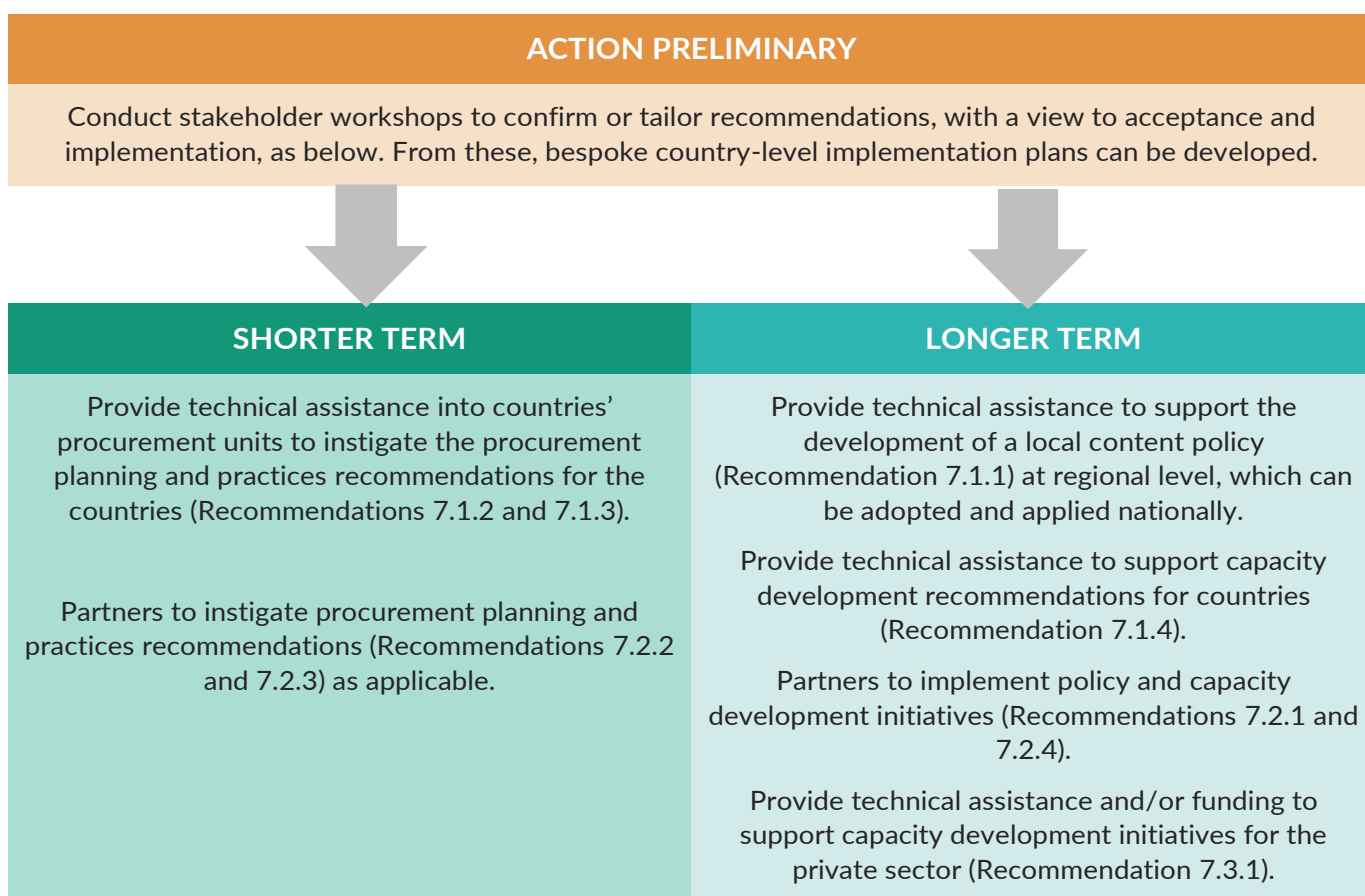 ACTION PRELIMINARY
Conduct stakeholder workshops to confirm or tailor recommendations, with a view to acceptance and
implementation, as below. From these, bespoke country-level implementation plans can be developed.
SHORTER TERM
Provide technical assistance into countries’
procurement units to instigate the procurement
planning and practices recommendations for the
countries (Recommendations 7.1.2 and 7.1.3).
Partners to instigate procurement planning and
practices recommendations (Recommendations 7.2.2
and 7.2.3) as applicable.
LONGER TERM
Provide technical assistance to support the
development of a local content policy
(Recommendation 7.1.1) at regional level, which can
be adopted and applied nationally.
Provide technical assistance to support capacity
development recommendations for countries
(Recommendation 7.1.4).
Partners to implement policy and capacity
development initiatives (Recommendations 7.2.1 and
7.2.4).
Provide technical assistance and/or funding to
support capacity development initiatives for the
private sector (Recommendation 7.3.1).